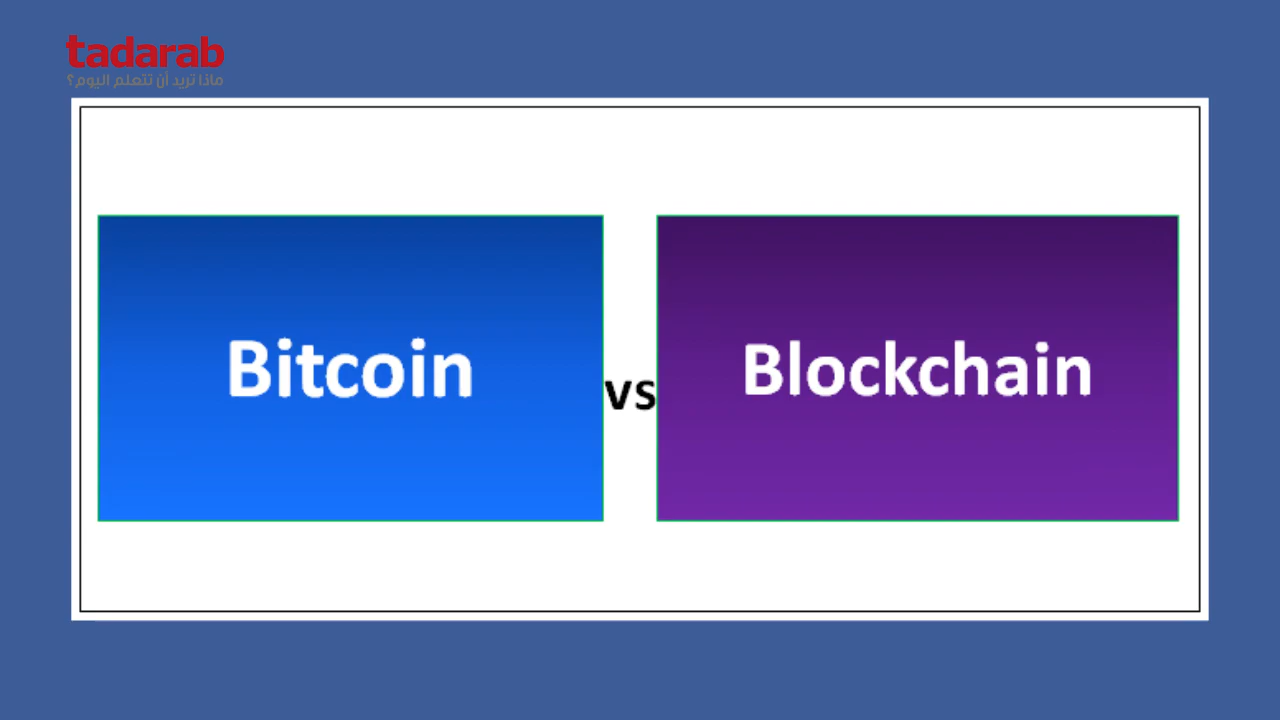 tadarab
ماذا تريد أن تتعلم اليوم؟
Bitcoin
vs
Blockchain